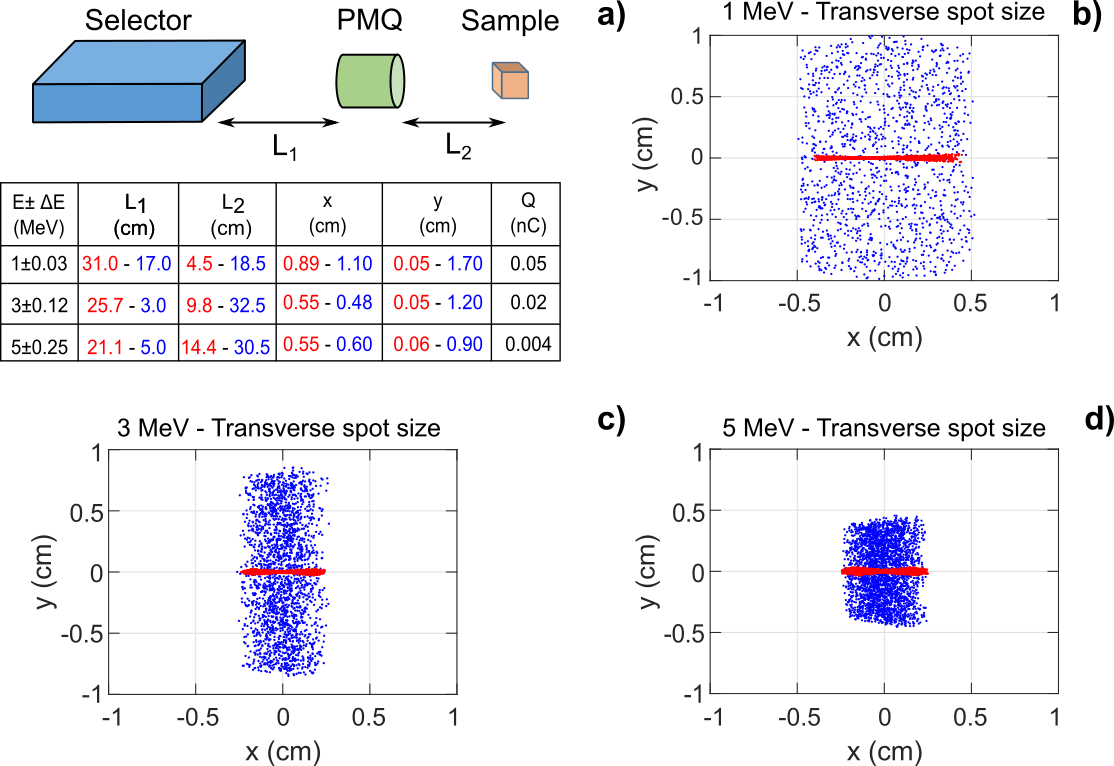 Selector PMQ Sample a)
L1 L2
E± ΔE L1 L2 x y Q
(MeV) (cm) (cm) (cm) (cm) (nC)
1±0.03 31.0 - 17.0 4.5 - 18.5 0.89 - 1.10 0.05 - 1.70 0.05
3±0.12 25.7 - 3.0 9.8 - 32.5 0.55 - 0.48 0.05 - 1.20 0.02
5±0.25 21.1 - 5.0 14.4 - 30.5 0.55 - 0.60 0.06 - 0.90 0.004
1 MeV - Transverse spot size b)
1
0.5
0
-0.5
-1
y (cm)
-1 -0.5 0 0.5 1
x (cm)
3 MeV - Transverse spot size c)
1
0.5
0
-0.5
-1
y (cm)
-1 -0.5 0 0.5 1
x (cm)
5 MeV - Transverse spot size d)
1
0.5
0
-0.5
-1
y (cm)
-1 -0.5 0 0.5 1
x (cm)